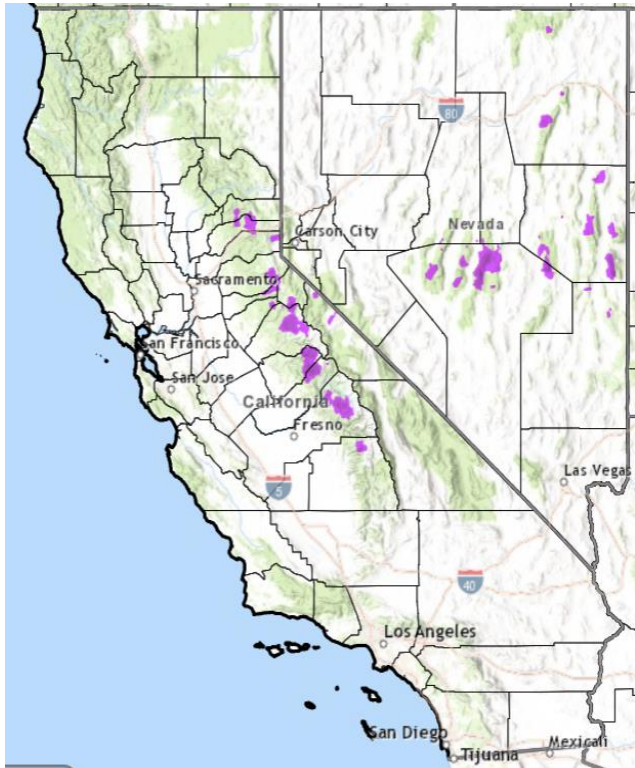 80
Nevada
Carson City
Sacramento
San Francisco
San Jose
California
Fresno
5
Las Vegas
40
Los Angeles
San Diego
Tijuana
Mexicali